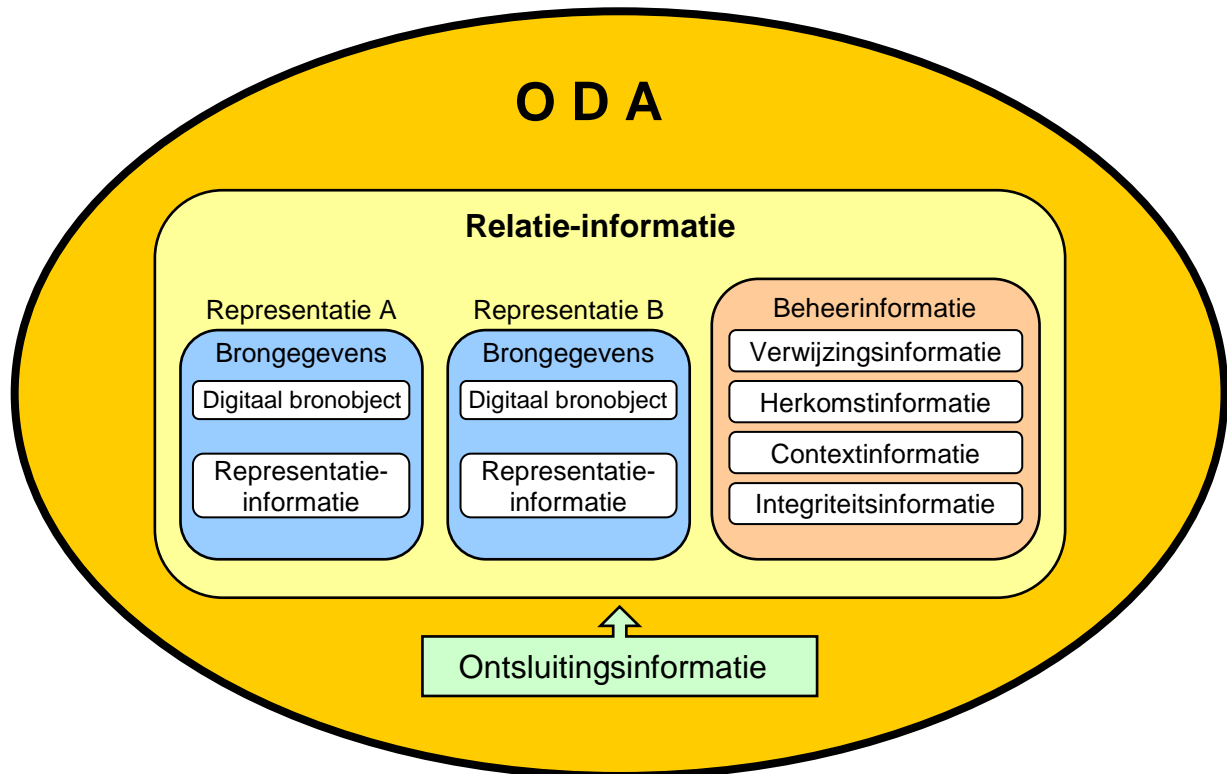 O D A
Relatie-informatie
Representatie A
Brongegevens
Digitaal bronobject
Representatie-
informatie
Representatie B
Brongegevens
Digitaal bronobject
Representatie-
informatie
Beheerinformatie
Verwijzingsinformatie
Herkomstinformatie
Contextinformatie
Integriteitsinformatie
Ontsluitingsinformatie